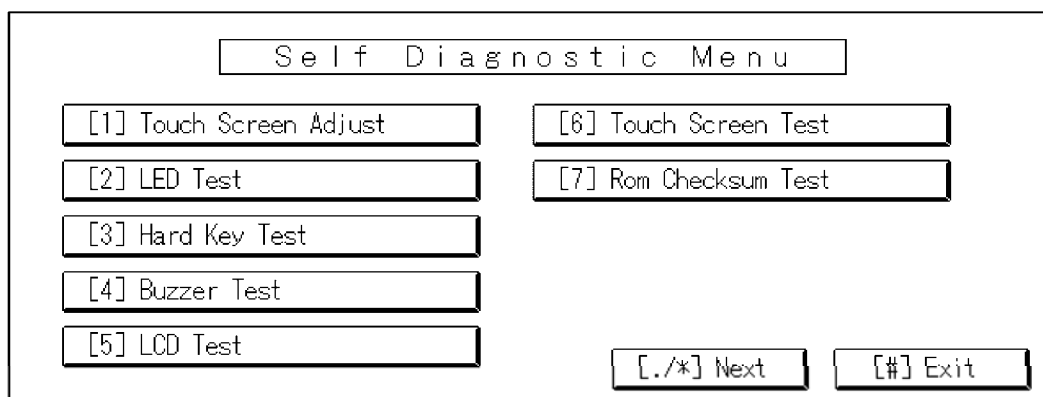 Self Diagnostic Menu
[1] Touch Screen Adjust
[2] LED Test
[3] Hard Key Test
[4] Buzzer Test
[5] LCD Test
[6] Touch Screen Test
[7] Rom Checksum Test
[./*] Next
[#] Exit